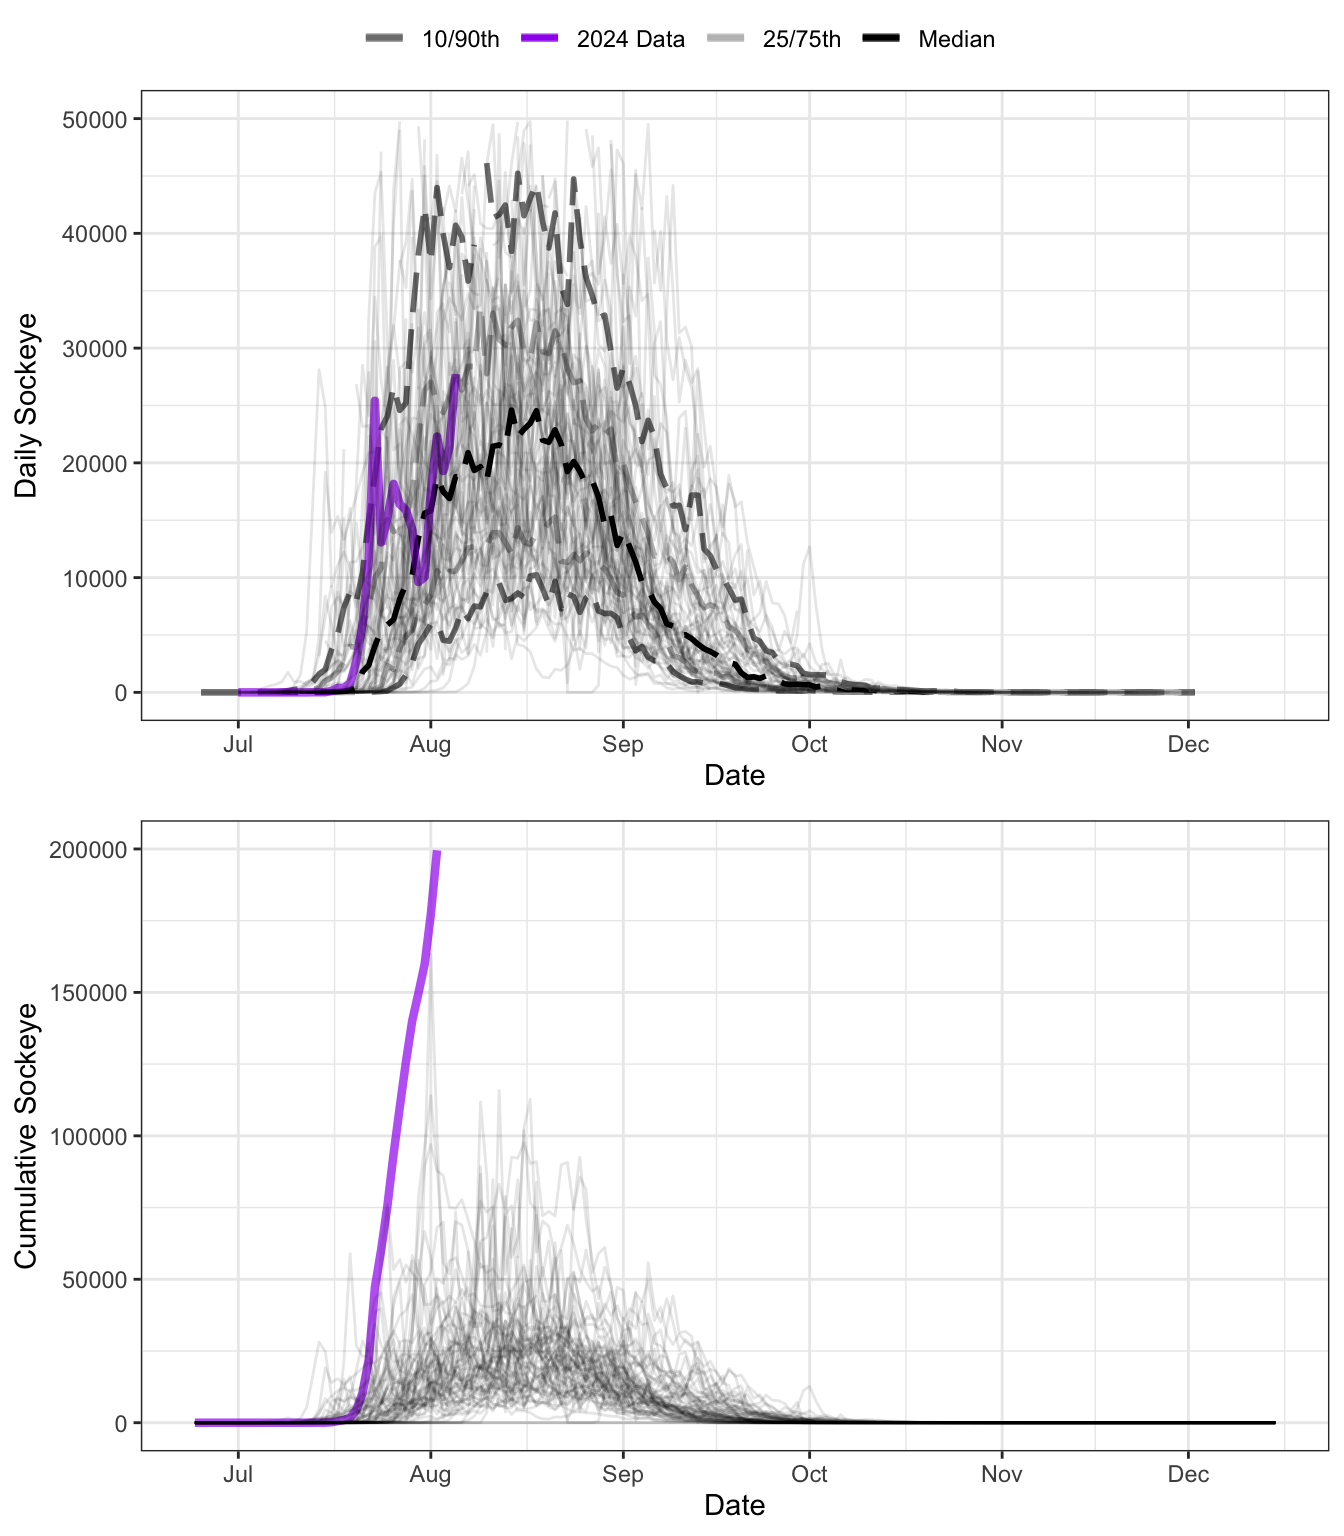 10/90th 2024 Data 25/75th Median
Daily Sockeye
50000
40000
30000
20000
10000
0
Jul Aug Sep Oct Nov Dec
Date
Cumulative Sockeye
200000
150000
100000
50000
0
Jul Aug Sep Oct Nov Dec
Date